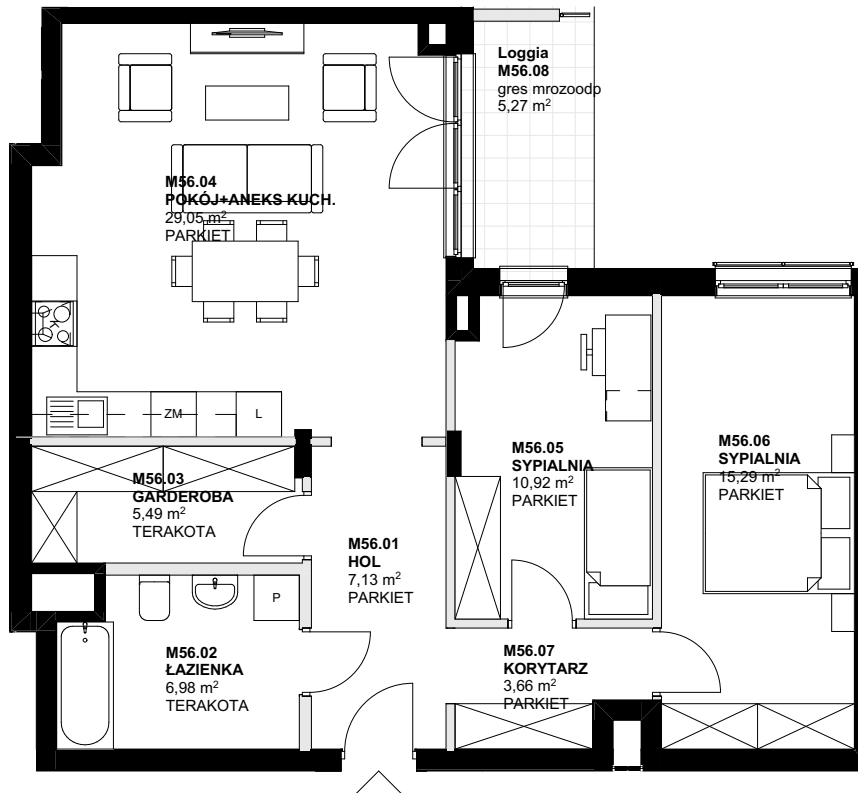 Loggia
M56.08
gres mrozoodp
5,27 m²
M56.04
POKÓJ+ANEKS KUCH.
29,05 m²
PARKIET
K
ZM
L
M56.03
GARDEROBA
5,49 m²
TERAKOTA
M56.05
SYPIALNIA
10,92 m²
PARKIET
M56.06
SYPIALNIA
15,29 m²
PARKIET
M56.01
HOL
7,13 m²
PARKIET
P
M56.02
ŁAZIENKA
6,98 m²
TERAKOTA
M56.07
KORYTARZ
3,66 m²
PARKIET